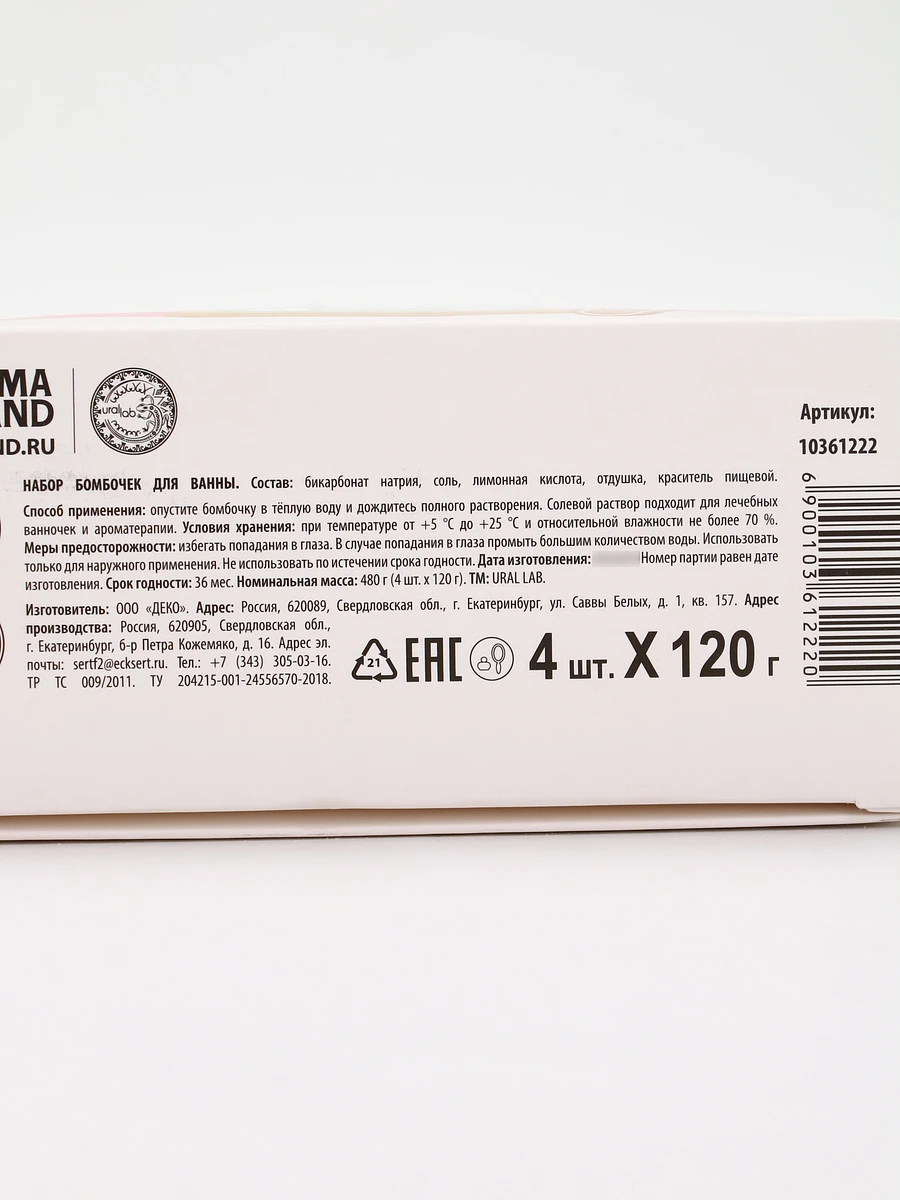 МА
AND
ND.RU
ural lab
Артикул:
10361222
НАБОР БОМБОЧЕК ДЛЯ ВАННЫ. Состав: бикарбонат натрия, соль, лимонная кислота, отдушка, краситель пищевой.
Способ применения: опустите бомбочку в тёплую воду и дождитесь полного растворения. Солевой раствор подходит для лечебных
ванночек и ароматерапии. Условия хранения: при температуре от +5 °С до +25 °С и относительной влажности не более 70 %.
Меры предосторожности: избегать попадания в глаза. В случае попадания в глаза промыть большим количеством воды. Использовать
только для наружного применения. Не использовать по истечении срока годности. Дата изготовления: Номер партии равен дате
изготовления. Срок годности: 36 мес. Номинальная масса: 480 г (4 шт. х 120 г). ТМ: URAL LAB.
Изготовитель: ООО «ДЕКО». Адрес: Россия, 620089, Свердловская обл., г. Екатеринбург, ул. Саввы Белых, д. 1, кв. 157. Адрес
производства: Россия, 620905, Свердловская обл.,
г. Екатеринбург, б-р Петра Кожемяко, д. 16. Адрес эл.
почты: sertf2@ecksert.ru. Тел.: +7 (343) 305-03-16.
ТР ТС 009/2011. ТУ 204215-001-24556570-2018.
21
EAC
4 шт. X 120 г
6900103612220